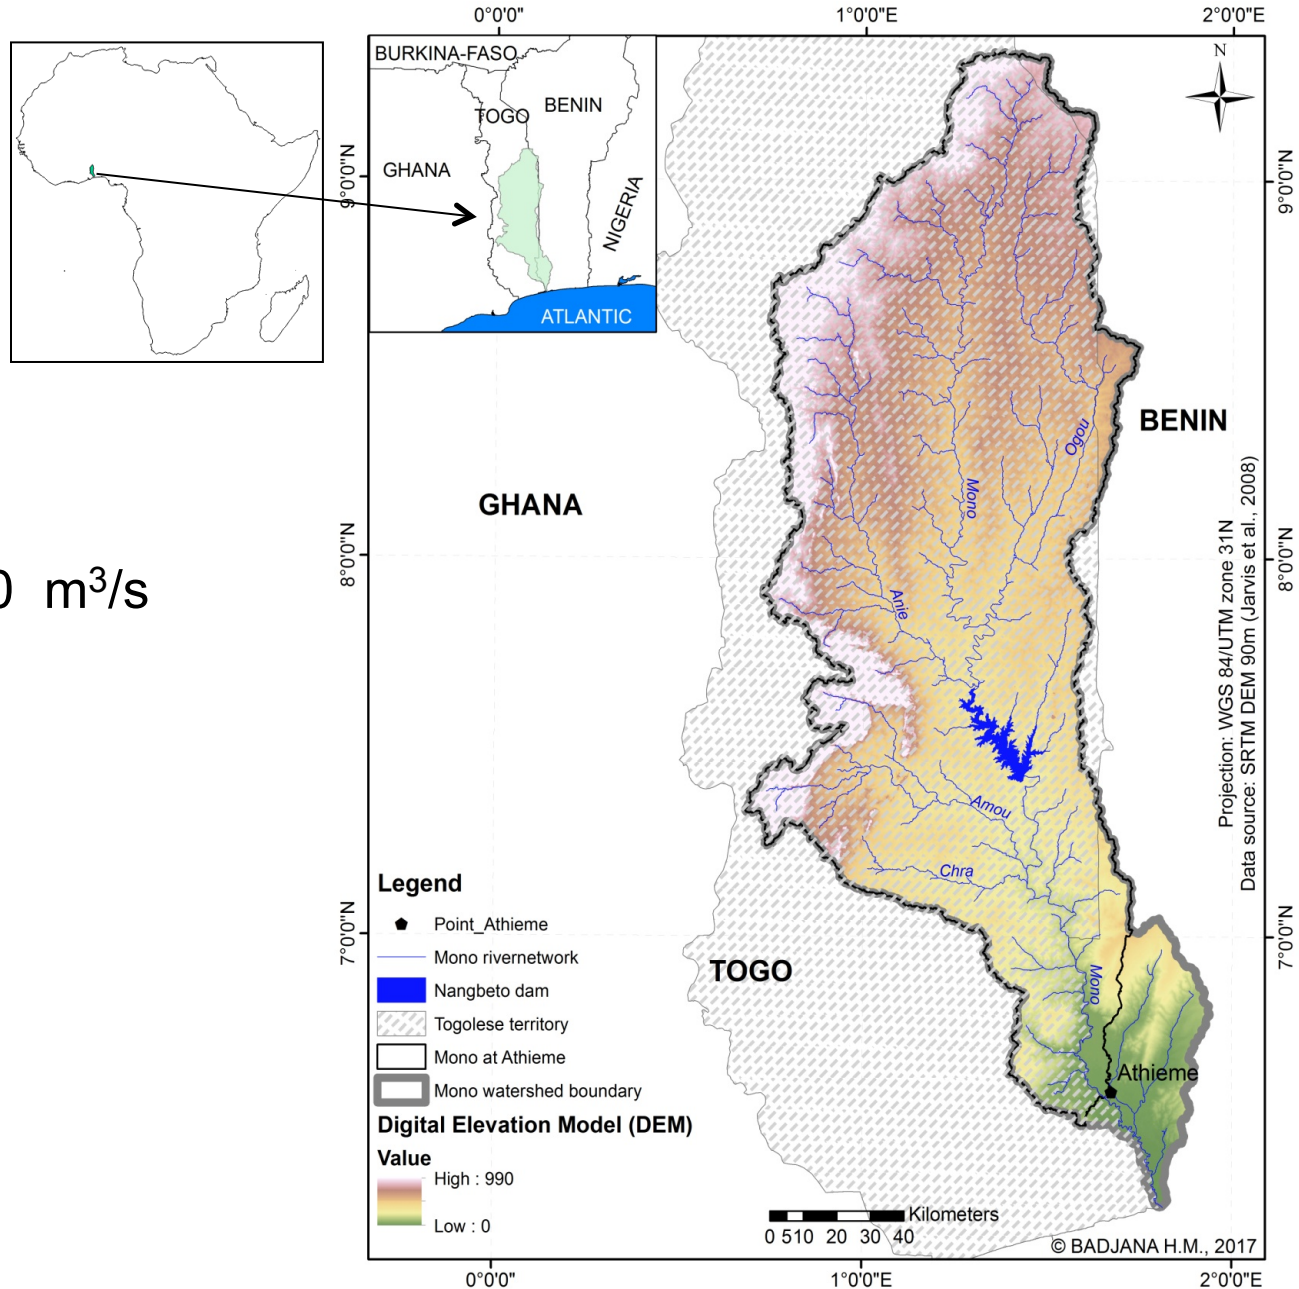 0°0'0"
1°0'0"E
2°0'0"E
BURKINA-FASO
TOGO
BENIN
GHANA
NIGERIA
ATLANTIC
N
9°0'0"N
9°0'0"N
BENIN
Ogou
Mono
GHANA
8°0'0"N
8°0'0"N
0 m³/s
Anie
Projection: WGS 84/UTM zone 31N
Data source: SRTM DEM 90m (Jarvis et al., 2008)
Amou
Chra
7°0'0"N
7°0'0"N
TOGO
Mono
Athieme
Legend
Point_Athieme
Mono rivernetwork
Nangbeto dam
Togolese territory
Mono at Athieme
Mono watershed boundary
Digital Elevation Model (DEM)
Value
High : 990
Low : 0
Kilometers
0 510 20 30 40
© BADJANA H.M., 2017
0°0'0"
1°0'0"E
2°0'0"E